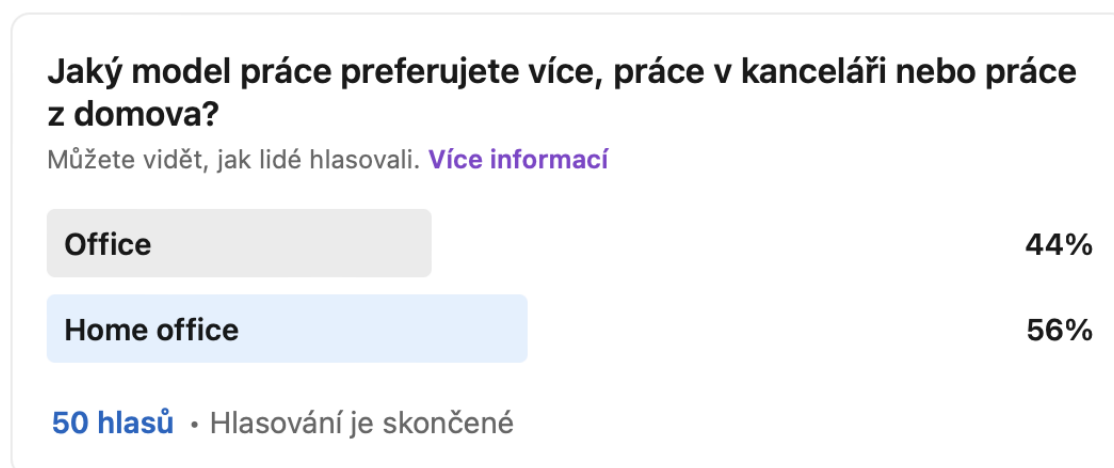 Jaký model práce preferujete více, práce v kanceláři nebo práce
z domova?
Můžete vidět, jak lidé hlasovali. Více informací
Office 44%
Home office 56%
50 hlasů • Hlasování je skončené